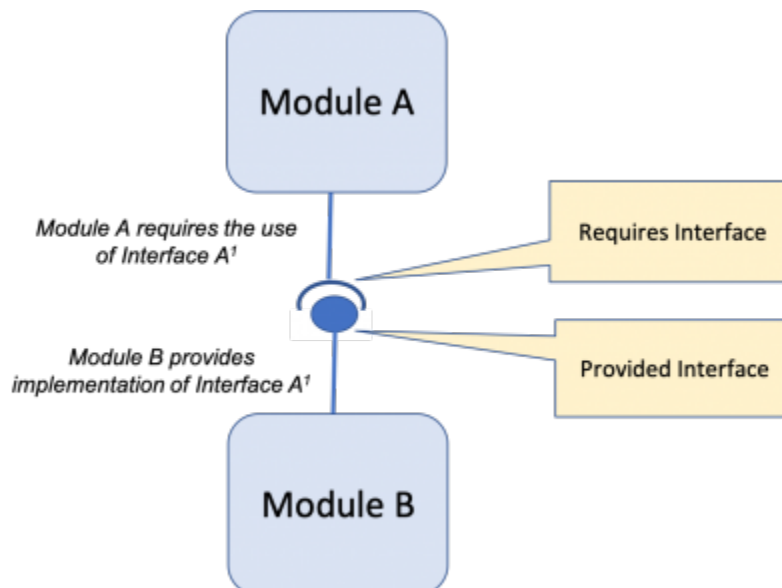 Module A
Module A requires the use
of Interface A¹
Requires Interface
Module B provides
implementation of Interface A¹
Provided Interface
Module B